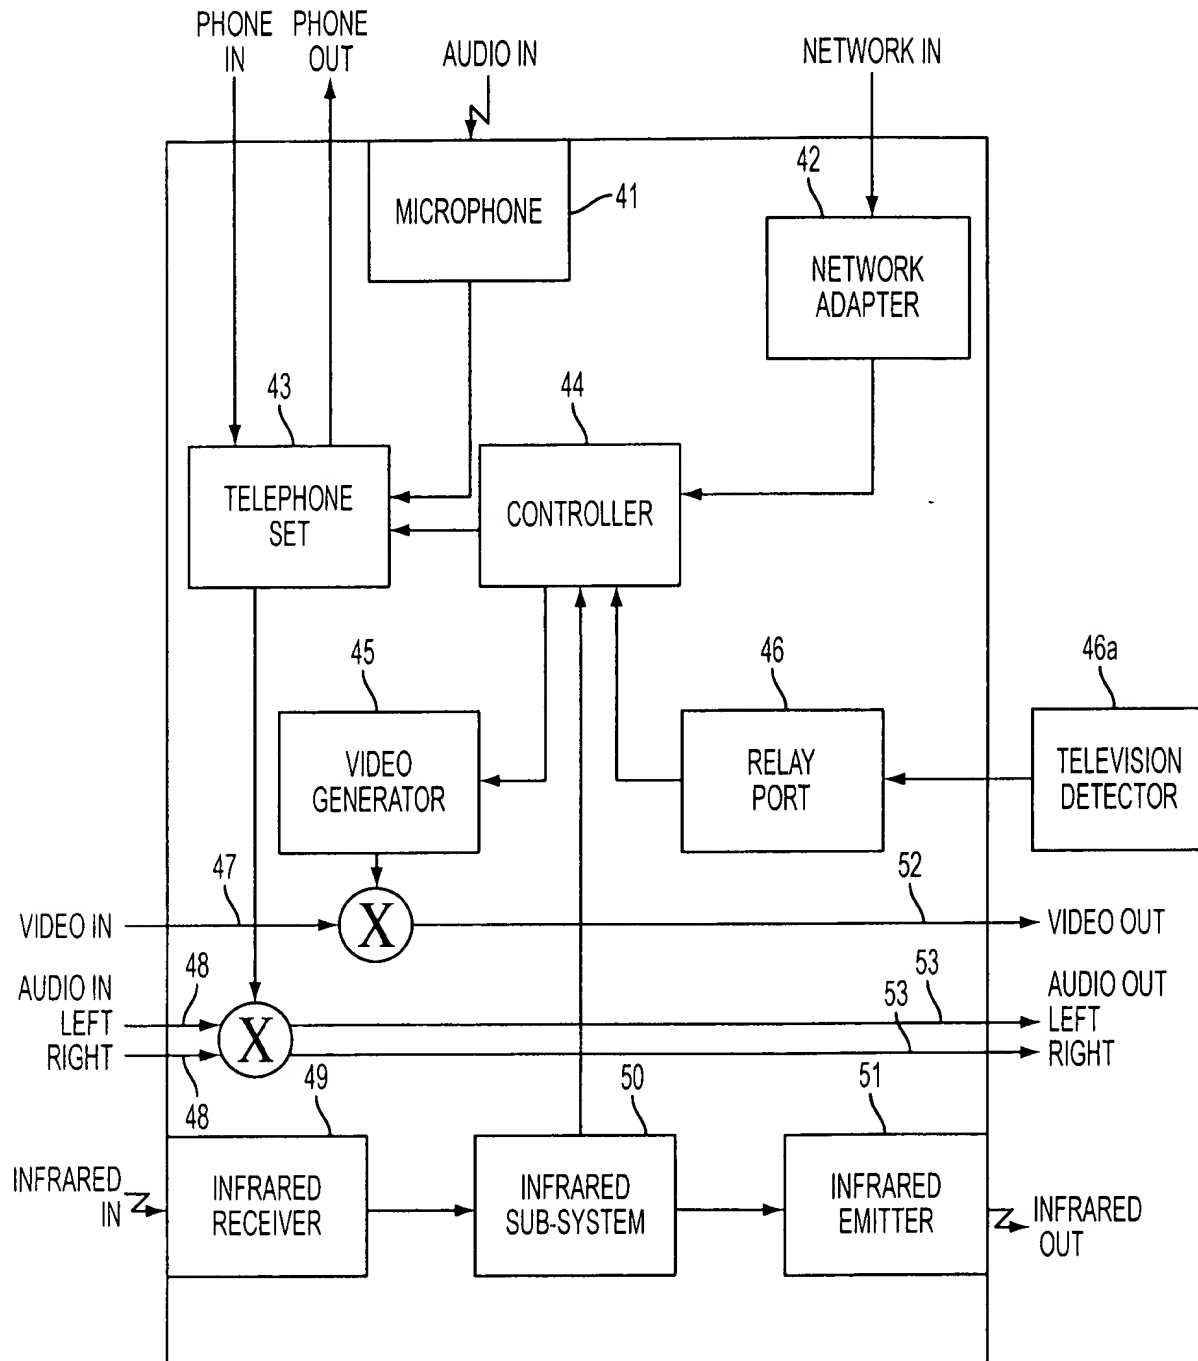 PHONE IN
PHONE OUT
AUDIO IN
NETWORK IN
MICROPHONE
41
42
NETWORK
ADAPTER
43
44
TELEPHONE
SET
CONTROLLER
45
46
46a
VIDEO
GENERATOR
RELAY
PORT
TELEVISION
DETECTOR
47
52
VIDEO IN
X
VIDEO OUT
AUDIO IN
LEFT
RIGHT
48
48
X
53
53
AUDIO OUT
LEFT
RIGHT
49
50
51
INFRARED
IN
INFRARED
RECEIVER
INFRARED
SUB-SYSTEM
INFRARED
EMITTER
INFRARED
OUT